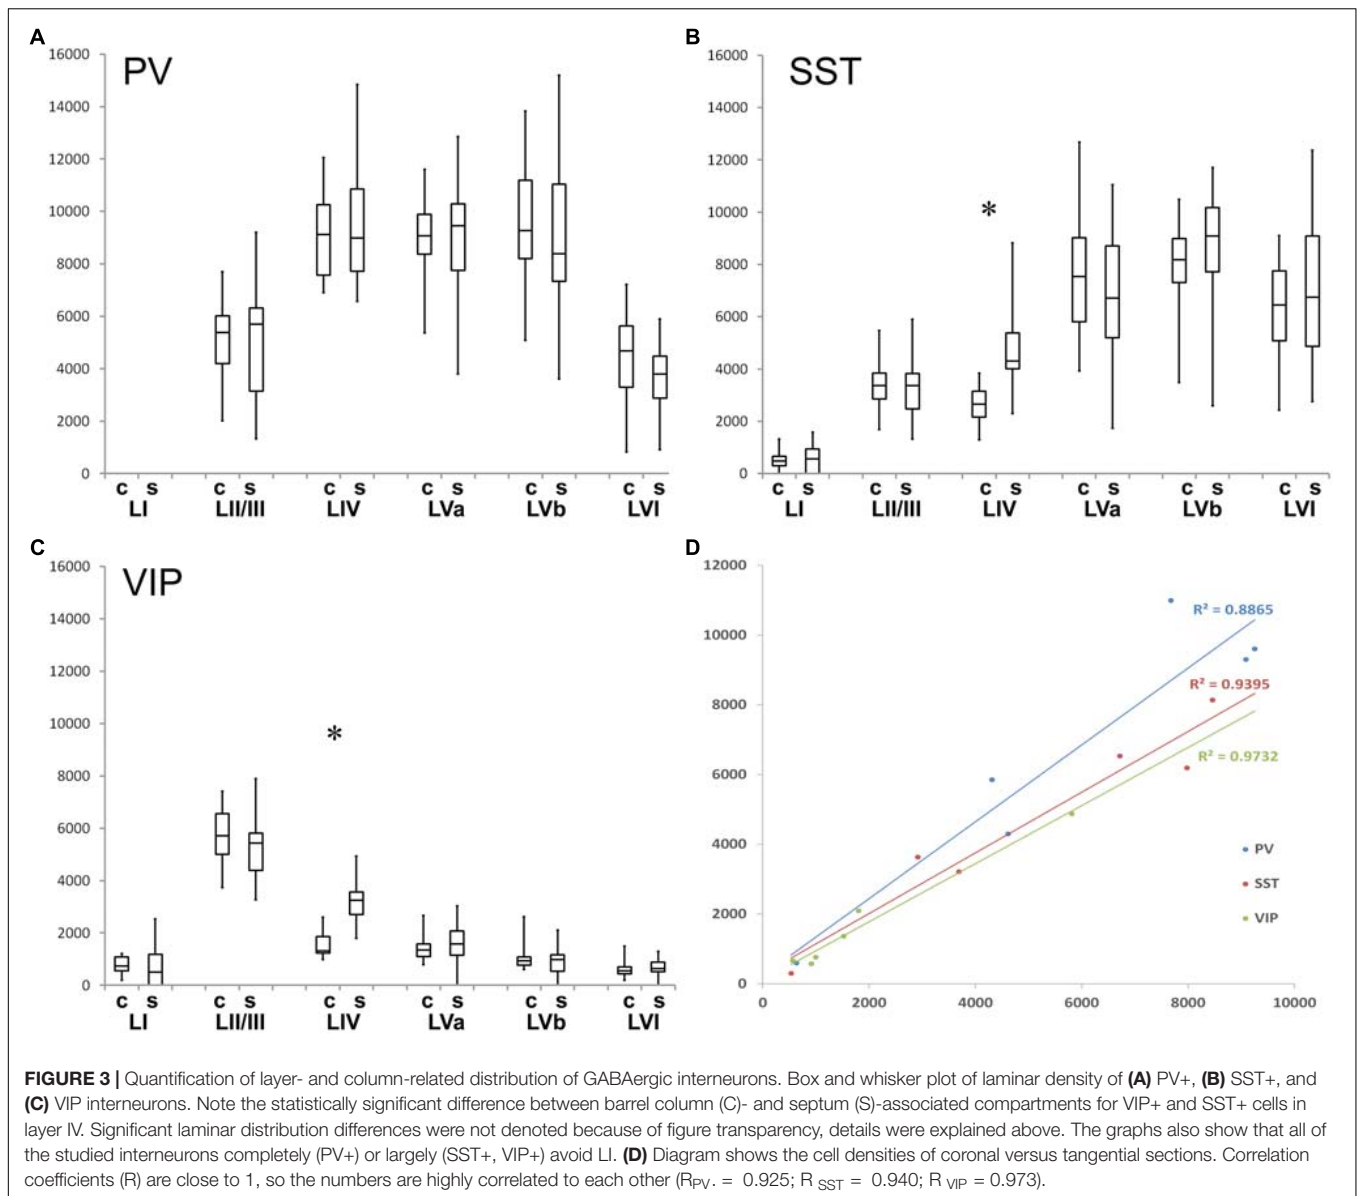 A
PV
16000
14000
12000
10000
8000
6000
4000
2000
0
C S C S C S C S C S C S
LI LII/III LIV LVa LVb LVI
B
SST
16000
14000
12000
10000
8000
6000
4000
2000
0
*
C S C S C S C S C S C S
LI LII/III LIV LVa LVb LVI
C
VIP
16000
14000
12000
10000
8000
6000
4000
2000
0
*
C S C S C S C S C S C S
LI LII/III LIV LVa LVb LVI
D
12000
10000
8000
6000
4000
2000
0
R² = 0.8865
R² = 0.9395
R² = 0.9732
PV
SST
VIP
0 2000 4000 6000 8000 10000
FIGURE 3 | Quantification of layer- and column-related distribution of GABAergic interneurons. Box and whisker plot of laminar density of (A) PV+, (B) SST+, and
(C) VIP interneurons. Note the statistically significant difference between barrel column (C)- and septum (S)-associated compartments for VIP+ and SST+ cells in
layer IV. Significant laminar distribution differences were not denoted because of figure transparency, details were explained above. The graphs also show that all of
the studied interneurons completely (PV+) or largely (SST+, VIP+) avoid LI. (D) Diagram shows the cell densities of coronal versus tangential sections. Correlation
coefficients (R) are close to 1, so the numbers are highly correlated to each other (RPV. = 0.925; R SST = 0.940; R VIP = 0.973).